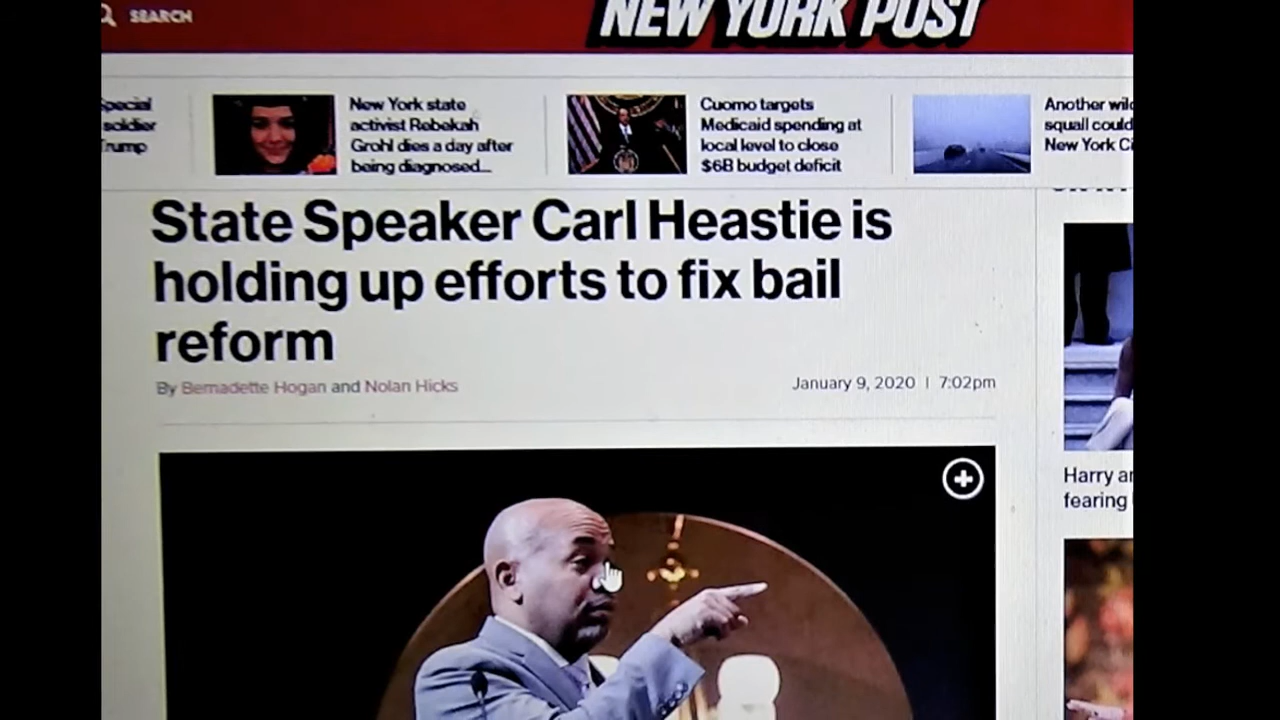 SEARCH
NEW YORK POST
Special
soldier
Trump
New York state
activist Rebekah
Grohl dies a day after
being diagnosed...
Cuomo targets
Medicaid spending at
local level to close
$6B budget deficit
Another
squall could
New York
State Speaker Carl Heastie is
holding up efforts to fix bail
reform
By Bernadette Hogan and Nolan Hicks
January 9, 2020 | 7:02pm
Harry
fearing